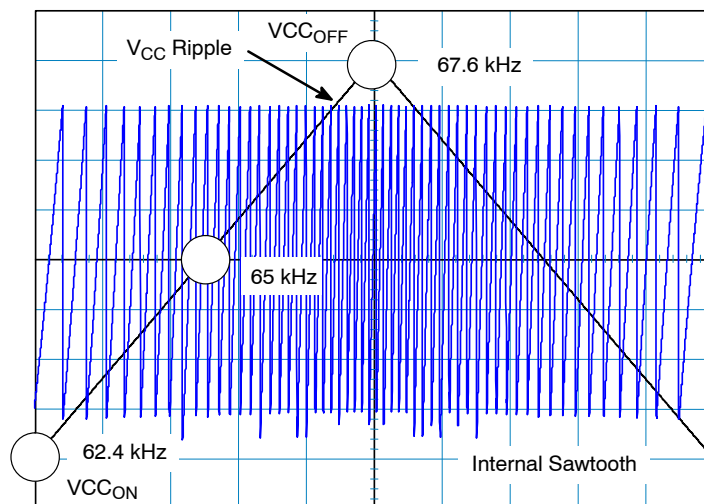 VCCOFF
VCC Ripple
67.6 kHz
65 kHz
62.4 kHz
Internal Sawtooth
VCCON